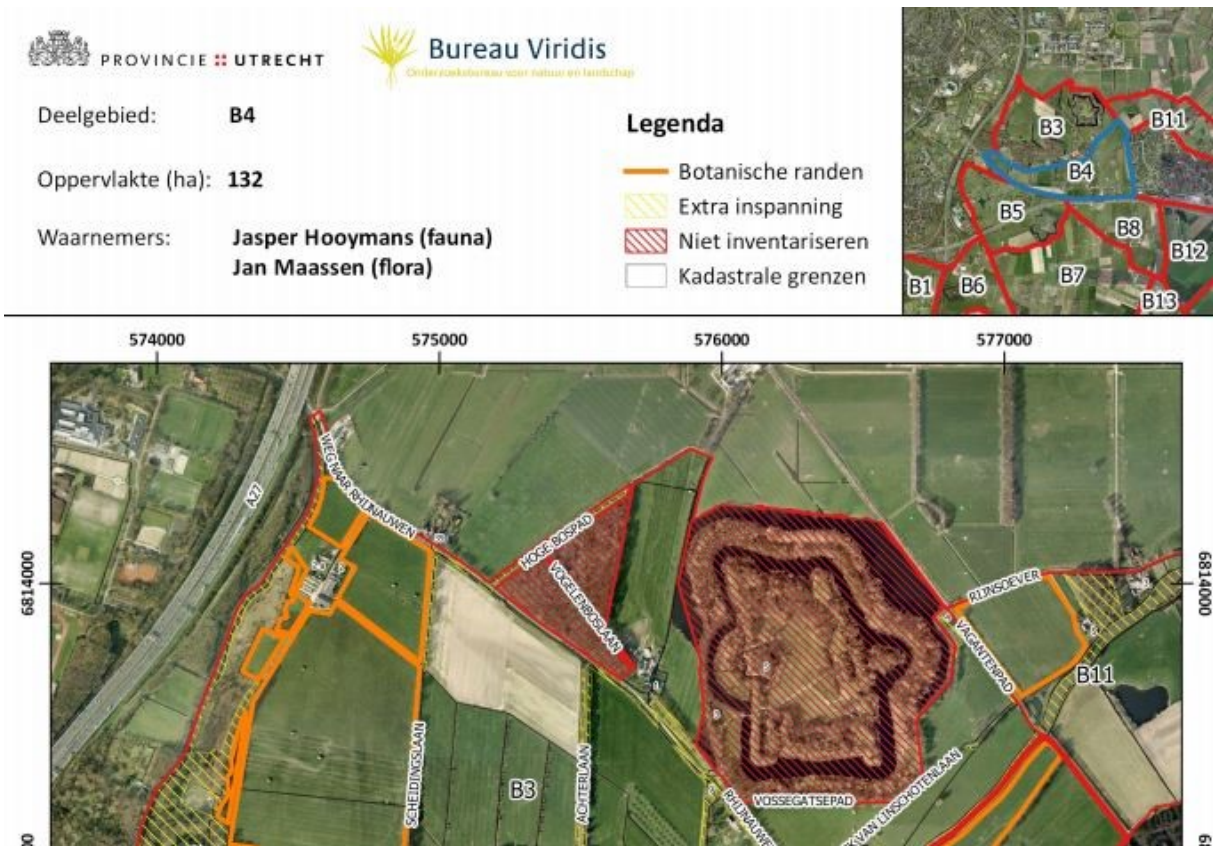 PROVINCIE UTRECHT
Bureau Viridis
Onderzoeksbureau voor natuur en landschap
Deelgebied: B4
Oppervlakte (ha): 132
Waarnemers: Jasper Hooymans (fauna)
Jan Maassen (flora)
Legenda
Botanische randen
Extra inspanning
Niet inventariseren
Kadastrale grenzen
B3
B11
B4
B5
B8
B12
B1
B6
B7
B13
574000
575000
576000
577000
6814000
6814000
A27
WEG NAAR RHIJNAUWEN
HOGE BOSPAD
VOGELENBOSLAAN
RIJNSOEVER
VAGANTENPAD
B11
SCHEIDINGSLAAN
B3
ACHTERLAAN
VOSSEGATSEPAD
VAN LINSCHOTENLAAN